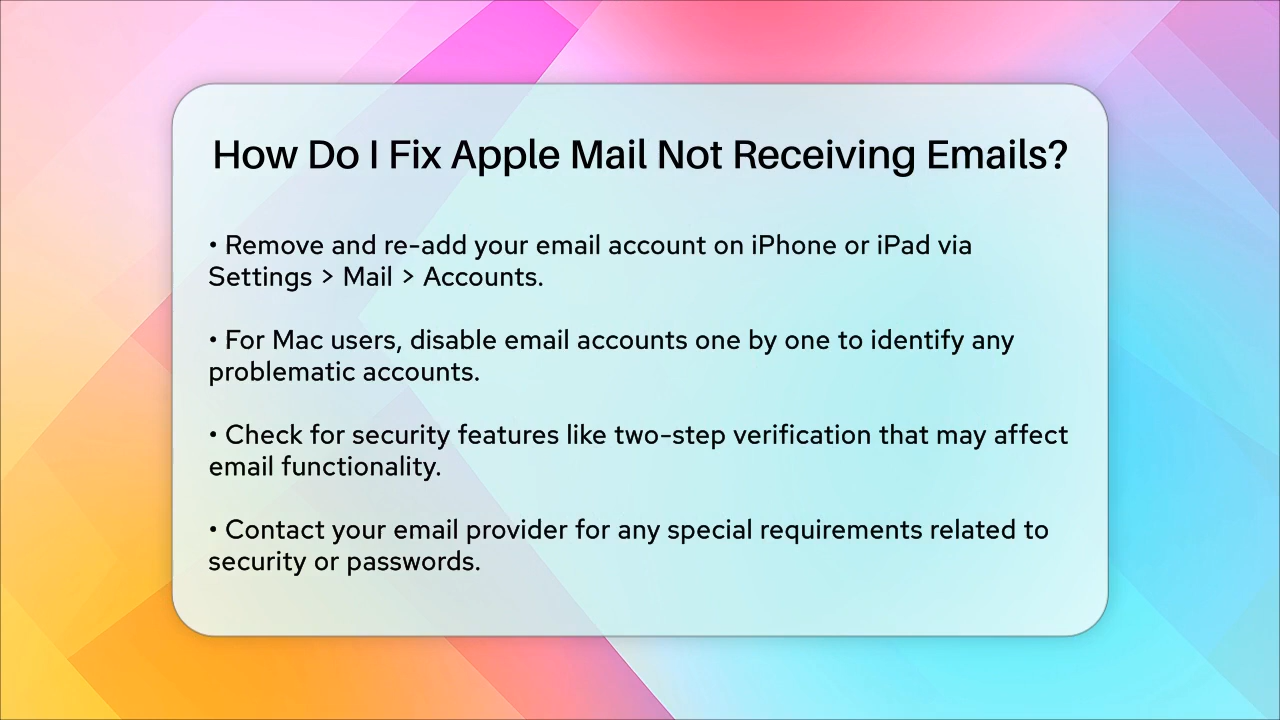 How Do I Fix Apple Mail Not Receiving Emails?
• Remove and re-add your email account on iPhone or iPad via
Settings > Mail > Accounts.
• For Mac users, disable email accounts one by one to identify any
problematic accounts.
• Check for security features like two-step verification that may affect
email functionality.
• Contact your email provider for any special requirements related to
security or passwords.